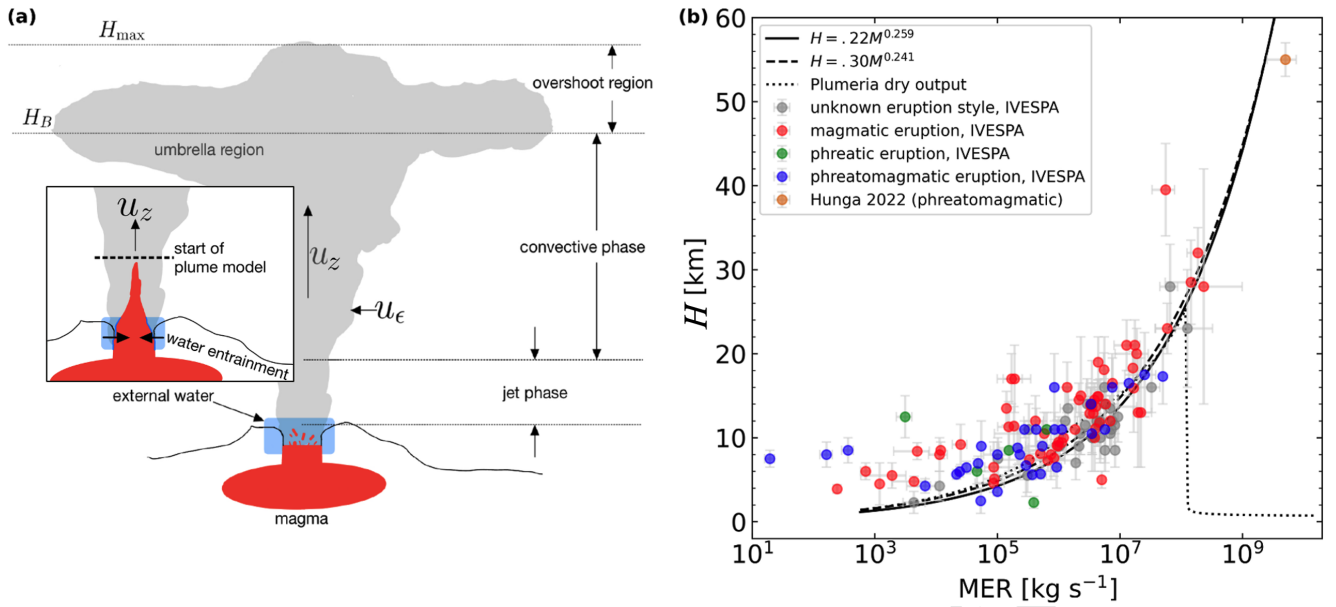 (a)
H_max
overshoot region
H_B
umbrella region
u_z
start of
plume model
u_z
convective phase
u_ϵ
water entrainment
external water
jet phase
magma
(b)
H = .22M^0.259
H = .30M^0.241
Plumeria dry output
unknown eruption style, IVESPA
magmatic eruption, IVESPA
phreatic eruption, IVESPA
phreatomagmatic eruption, IVESPA
Hunga 2022 (phreatomagmatic)
H [km]
60
50
40
30
20
10
0
10^1
10^3
10^5
10^7
10^9
MER [kg s^−1]